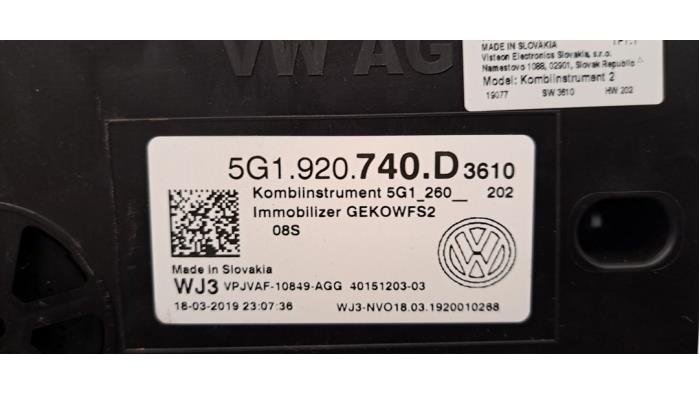 VW AG
MADE IN SLOVAKIA
Visteon Electronics Slovakia, s.r.o.
Namestovo 1088, 02901, Slovak Republic
Model: Kombiinstrument 2
19077 SW 3610 HW 202
5G1.920.740.D 3610
Kombiinstrument 5G1_260__ 202
Immobilizer GEKOWFS2
08S
Made in Slovakia
WJ3 VPJVAF-10849-AGG 40151203-03
18-03-2019 23:07:36 WJ3-NVO18.03.1920010268